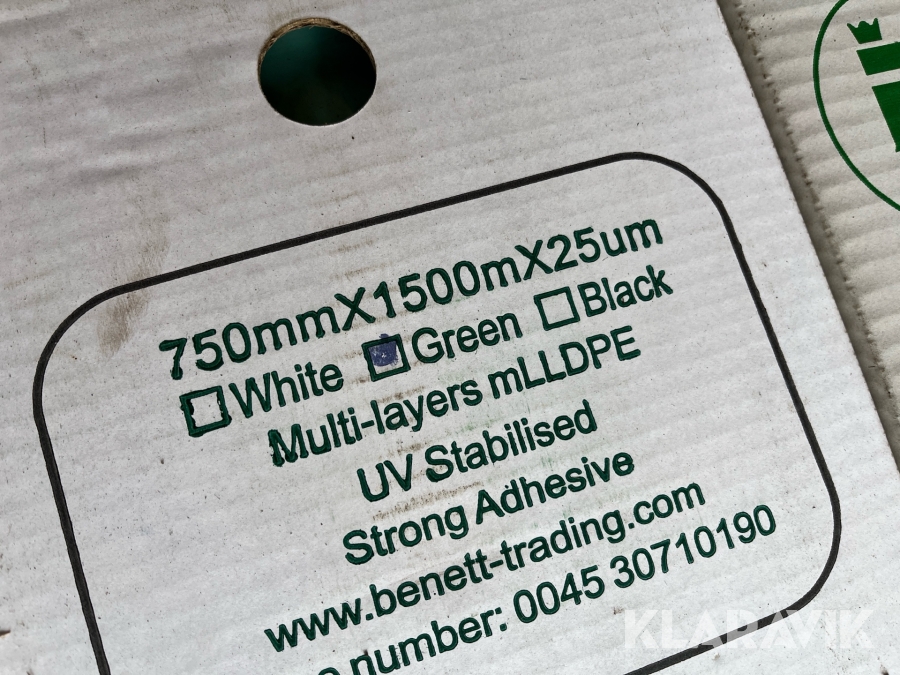 750mmX1500mX25um
White Green Black
Multi-layers mLLDPE
UV Stabilised
Strong Adhesive
www.benett-trading.com
number: 0045 30710190
KLARAVIK